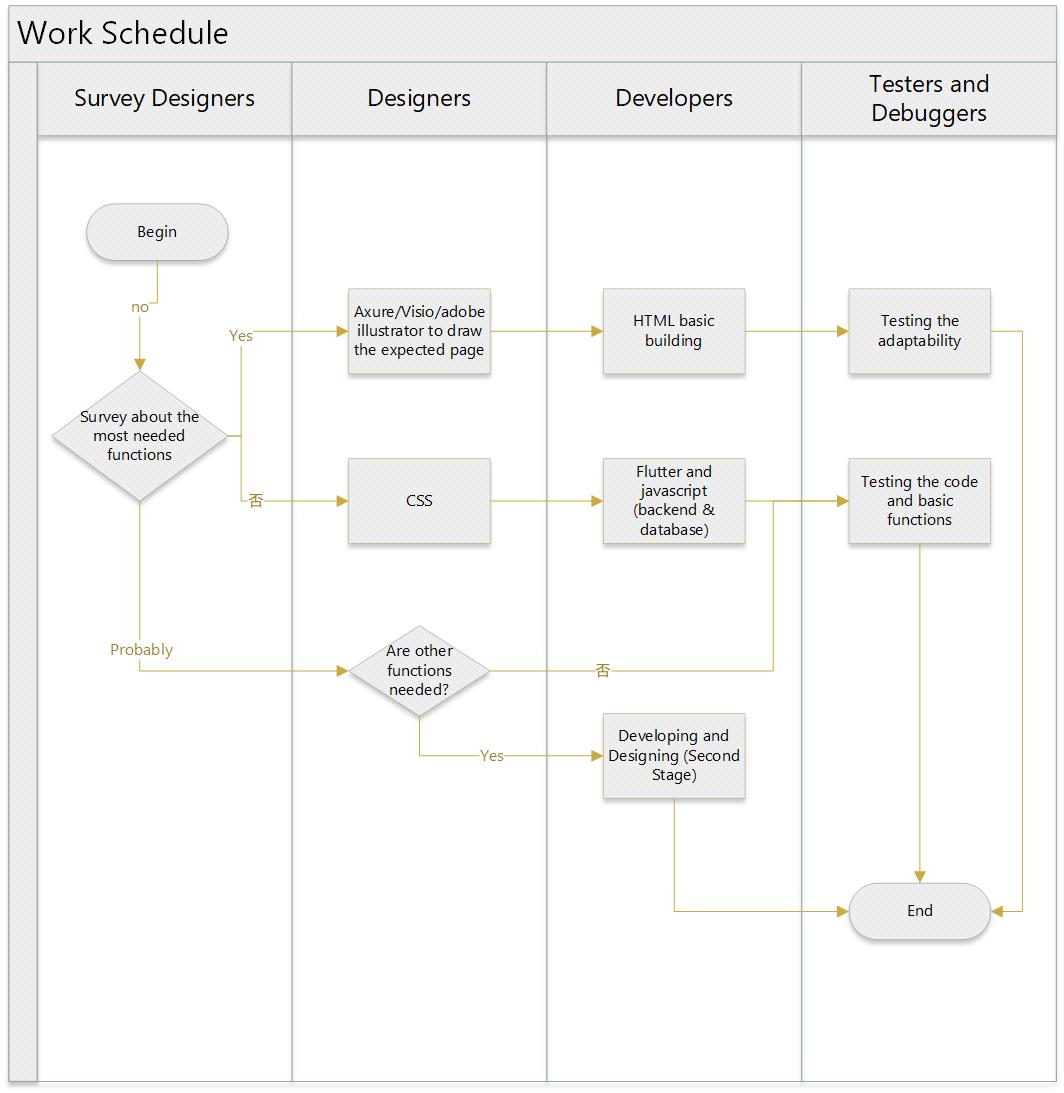 Work Schedule
Survey Designers
Designers
Developers
Testers and
Debuggers
Begin
no
Yes
Axure/Visio/adobe
illustrator to draw
the expected page
HTML basic
building
Testing the
adaptability
Survey about the
most needed
functions
否
CSS
Flutter and
javascript
(backend &
database)
Testing the code
and basic
functions
Probably
Are other
functions
needed?
否
Yes
Developing and
Designing (Second
Stage)
End